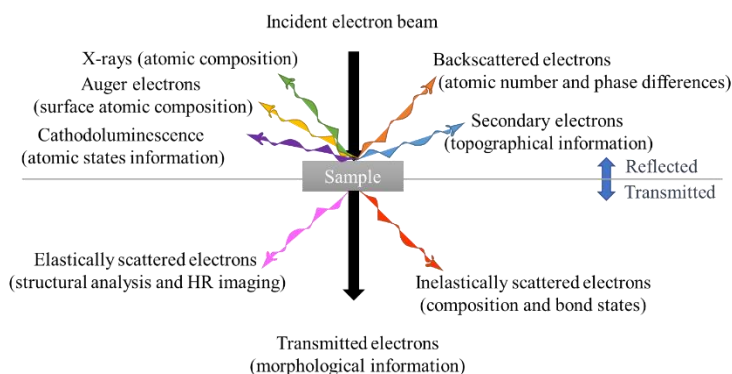 Incident electron beam
X-rays (atomic composition)
Auger electrons
(surface atomic composition)
Cathodoluminescence
(atomic states information)
Backscattered electrons
(atomic number and phase differences)
Secondary electrons
(topographical information)
Sample
Reflected
Transmitted
Elastically scattered electrons
(structural analysis and HR imaging)
Inelastically scattered electrons
(composition and bond states)
Transmitted electrons
(morphological information)